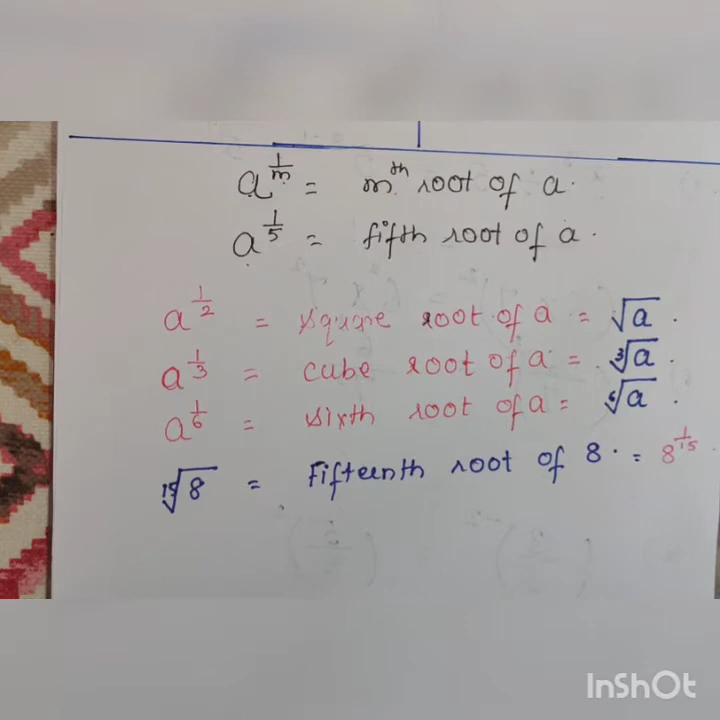 a^{1/m} = mth root of a.
a^{1/5} = fifth root of a.
a^{1/2} = square root of a = √a.
a^{1/3} = cube root of a = ∛a.
a^{1/6} = sixth root of a = ⁶√a.
¹⁵√8 = Fifteenth root of 8. = 8^{1/15}.
InShOt